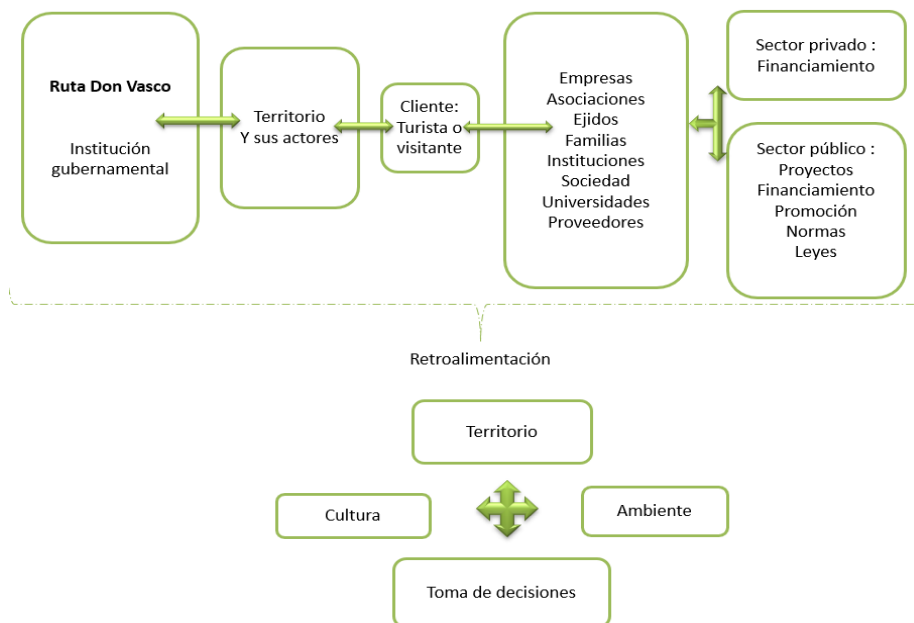 Ruta Don Vasco
Institución
gubernamental
Territorio
Y sus actores
Cliente:
Turista o
visitante
Empresas
Asociaciones
Ejidos
Familias
Instituciones
Sociedad
Universidades
Proveedores
Sector privado :
Financiamiento
Sector público :
Proyectos
Financiamiento
Promoción
Normas
Leyes
Retroalimentación
Territorio
Cultura
Ambiente
Toma de decisiones